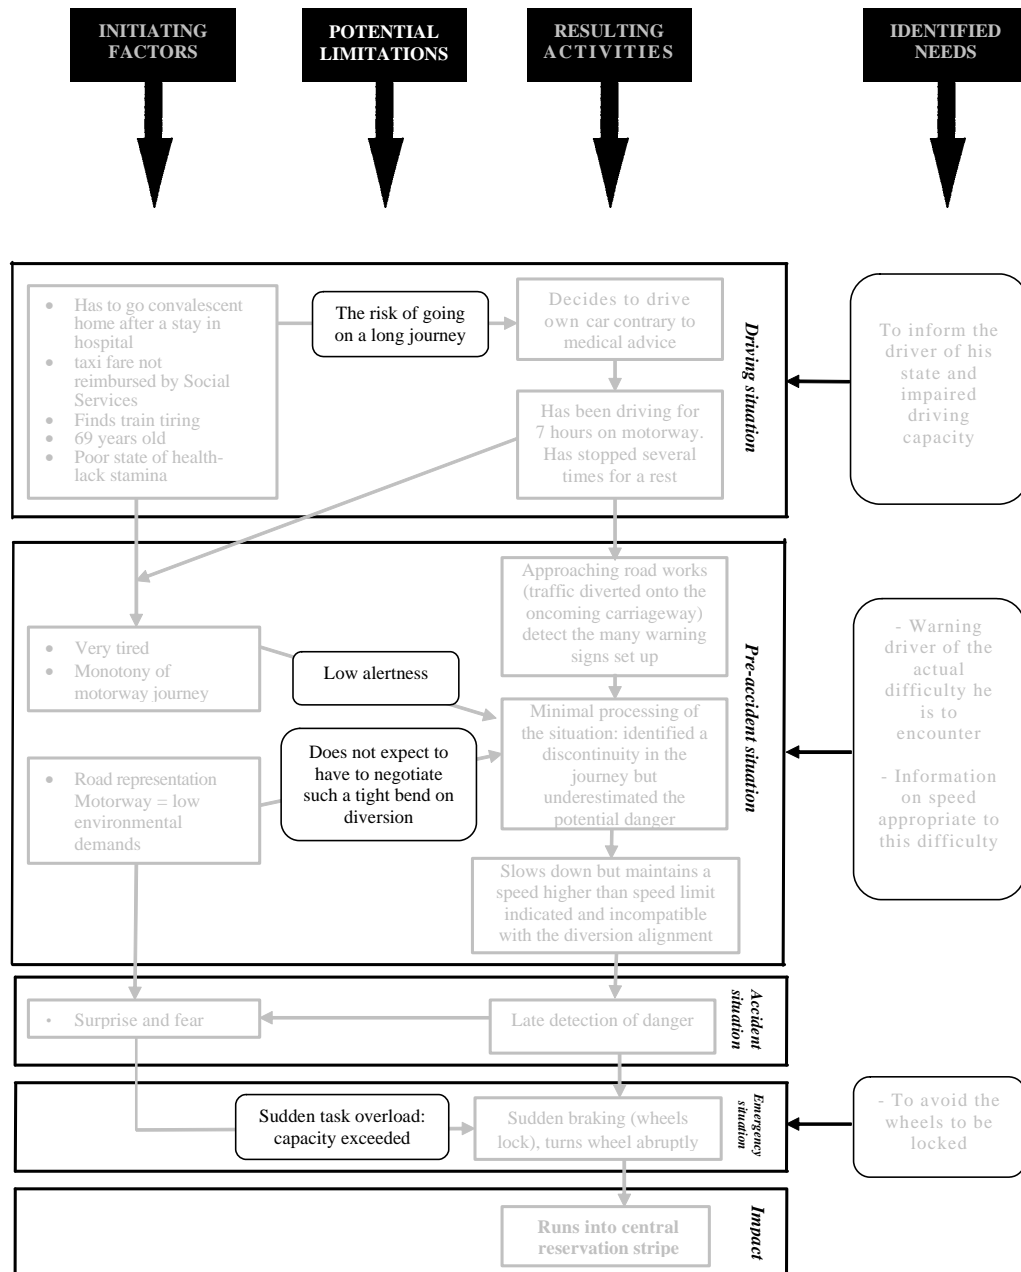 INITIATING
FACTORS
POTENTIAL
LIMITATIONS
RESULTING
ACTIVITIES
IDENTIFIED
NEEDS
• Has to go convalescent
home after a stay in
hospital
• taxi fare not
reimbursed by Social
Services
• Finds train tiring
• 69 years old
• Poor state of health-
lack stamina
The risk of going
on a long journey
Decides to drive
own car contrary to
medical advice
Has been driving for
7 hours on motorway.
Has stopped several
times for a rest
Driving situation
To inform the
driver of his
state and
impaired
driving
capacity
Approaching road works
(traffic diverted onto the
oncoming carriageway)
detect the many warning
signs set up
• Very tired
• Monotony of
motorway journey
Low alertness
Minimal processing of
the situation: identified a
discontinuity in the
journey but
underestimated the
potential danger
Does not expect to
have to negotiate
such a tight bend on
diversion
• Road representation
Motorway = low
environmental
demands
Slows down but maintains a
speed higher than speed limit
indicated and incompatible
with the diversion alignment
Pre-accident situation
- Warning
driver of the
actual
difficulty he
is to
encounter
- Information
on speed
appropriate to
this difficulty
• Surprise and fear
Late detection of danger
Accident
situation
Sudden task overload:
capacity exceeded
Sudden braking (wheels
lock), turns wheel abruptly
Emergency
situation
- To avoid the
wheels to be
locked
Runs into central
reservation stripe
Impact